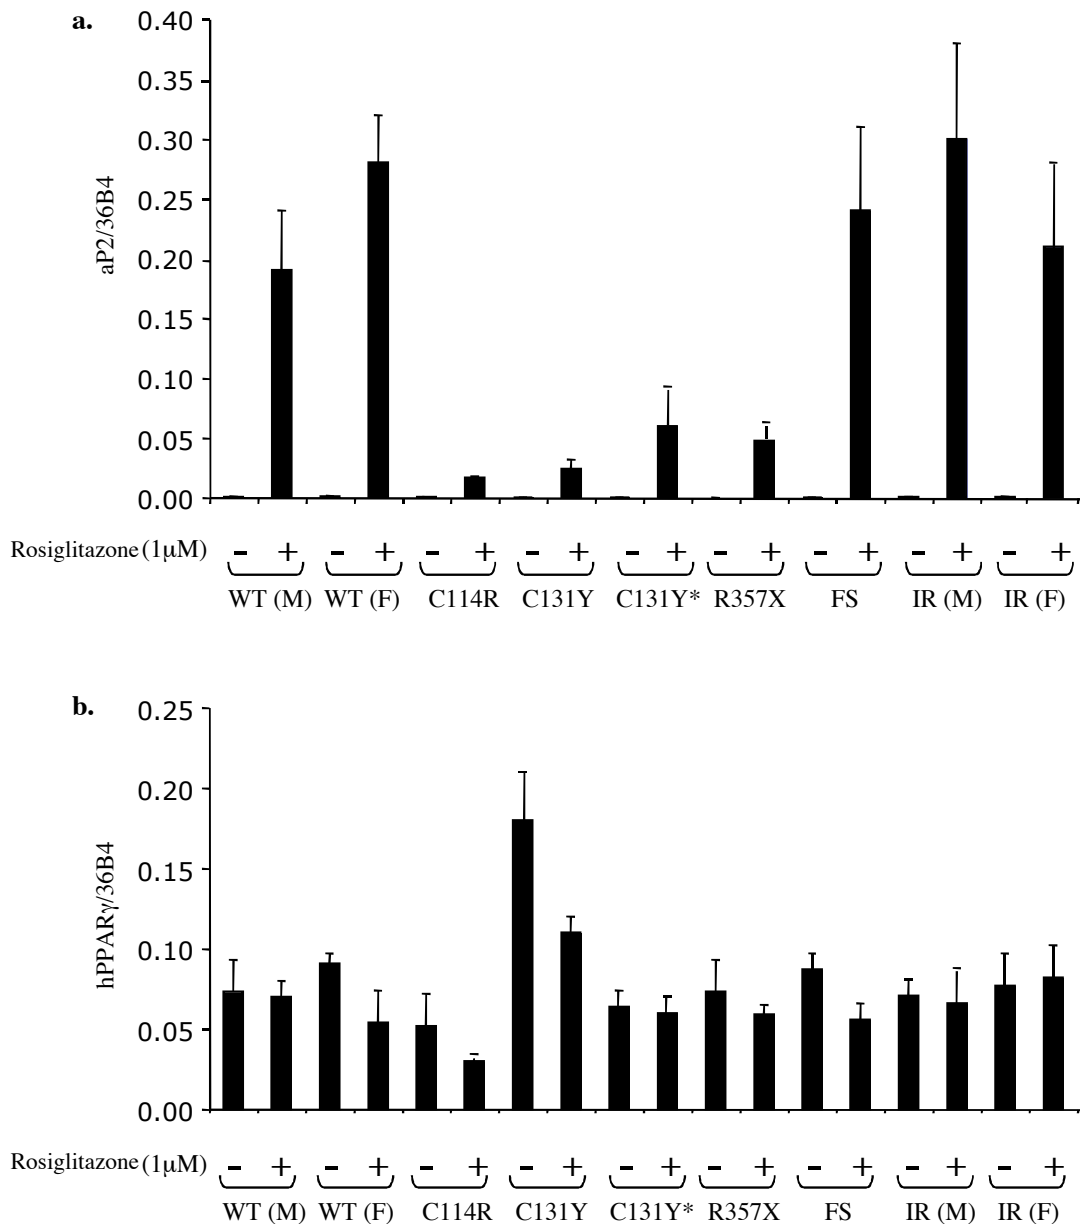 a.
0.40
0.35
0.30
0.25
0.20
0.15
0.10
0.05
0.00
aP2/36B4
Rosiglitazone (1μM) - + - + - + - + - + - + - + - + - +
WT (M) WT (F) C114R C131Y C131Y* R357X FS IR (M) IR (F)
b.
0.25
0.20
0.15
0.10
0.05
0.00
hPPARγ/36B4
Rosiglitazone (1μM) - + - + - + - + - + - + - + - + - +
WT (M) WT (F) C114R C131Y C131Y* R357X FS IR (M) IR (F)